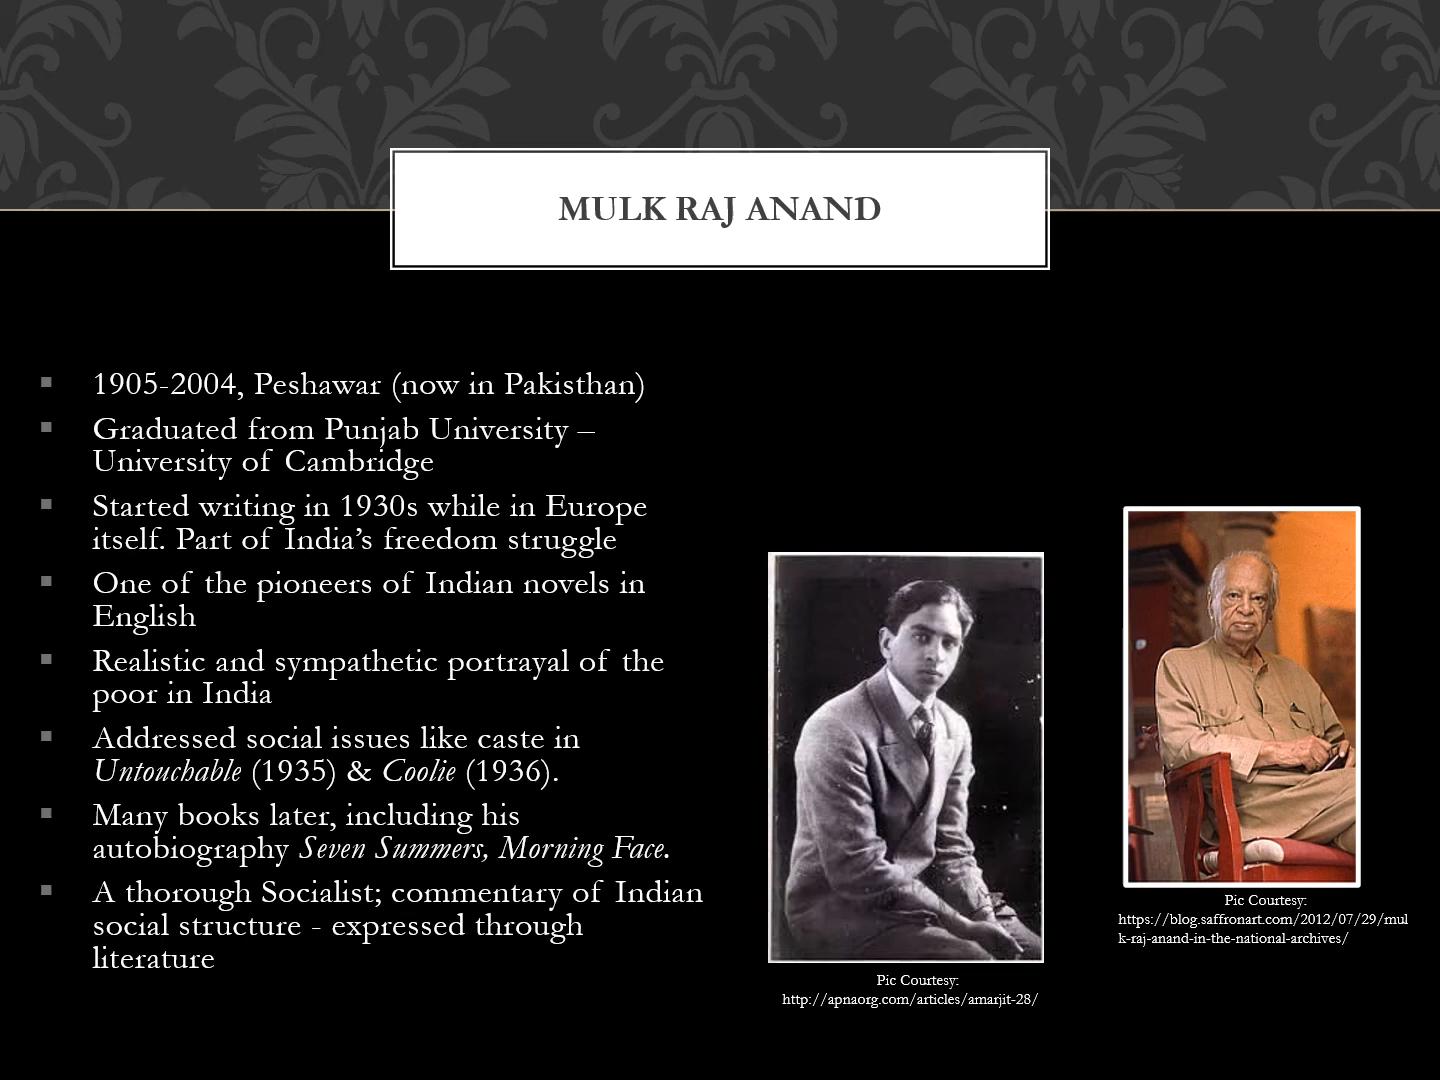 MULK RAJ ANAND
▪ 1905-2004, Peshawar (now in Pakisthan)
▪ Graduated from Punjab University –
University of Cambridge
▪ Started writing in 1930s while in Europe
itself. Part of India’s freedom struggle
▪ One of the pioneers of Indian novels in
English
▪ Realistic and sympathetic portrayal of the
poor in India
▪ Addressed social issues like caste in
Untouchable (1935) & Coolie (1936).
▪ Many books later, including his
autobiography Seven Summers, Morning Face.
▪ A thorough Socialist; commentary of Indian
social structure - expressed through
literature
Pic Courtesy:
http://apnaorg.com/articles/amarjit-28/
Pic Courtesy:
https://blog.saffronart.com/2012/07/29/mul
k-raj-anand-in-the-national-archives/